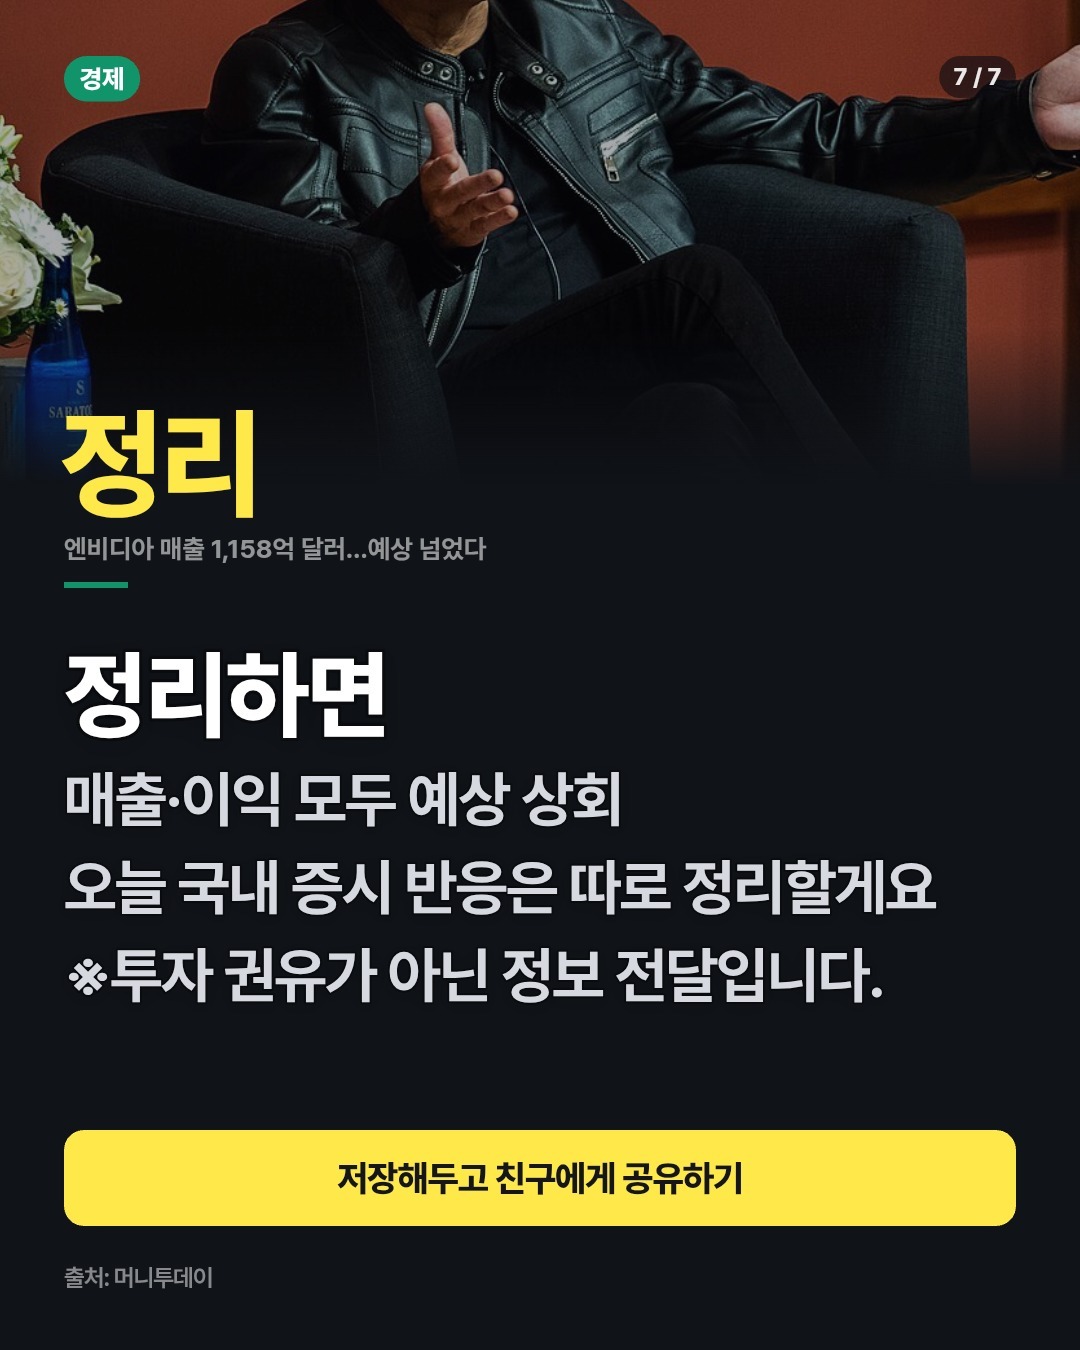 경제
7 / 7
S
정리
엔비디아 매출 1,158억 달러...예상 넘었다
정리하면
매출·이익 모두 예상 상회
오늘 국내 증시 반응은 따로 정리할게요
※투자 권유가 아닌 정보 전달입니다.
저장해두고 친구에게 공유하기
출처: 머니투데이